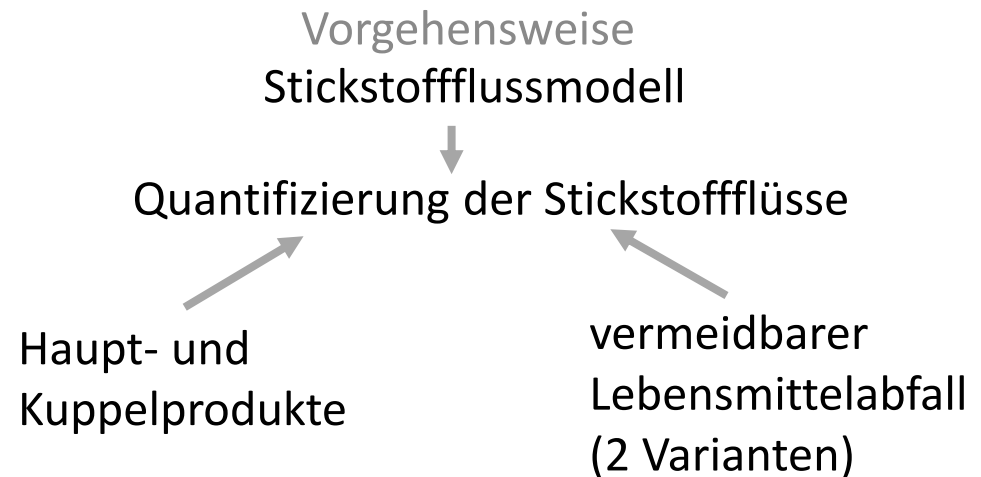 Vorgehensweise
Stickstoffflussmodell
Quantifizierung der Stickstoffflüsse
Haupt- und
Kuppelprodukte
vermeidbarer
Lebensmittelabfall
(2 Varianten)